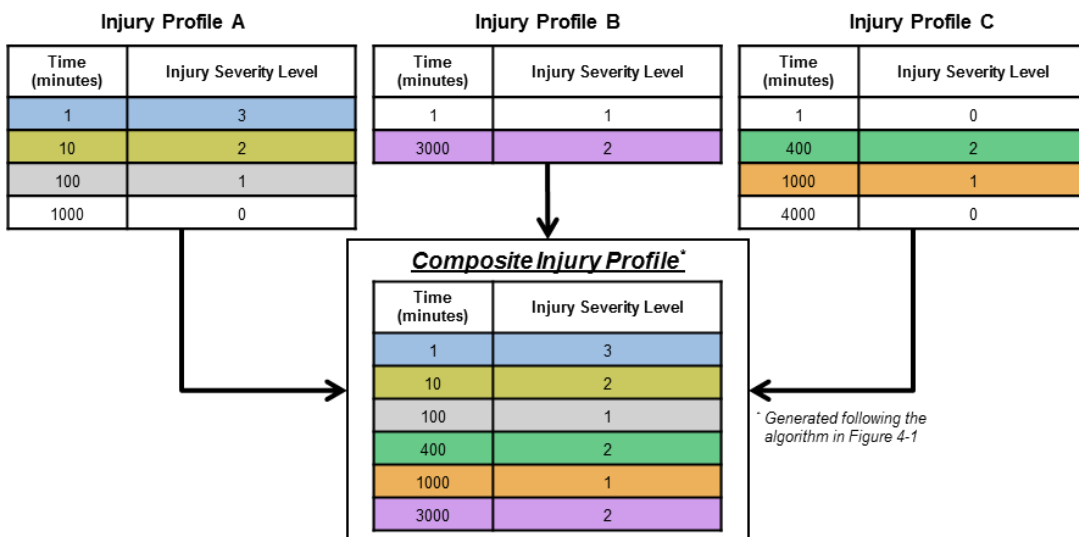 Injury Profile A
Time (minutes) Injury Severity Level
1 3
10 2
100 1
1000 0
Injury Profile B
Time (minutes) Injury Severity Level
1 1
3000 2
Injury Profile C
Time (minutes) Injury Severity Level
1 0
400 2
1000 1
4000 0
Composite Injury Profile*
Time (minutes) Injury Severity Level
1 3
10 2
100 1
400 2
1000 1
3000 2
* Generated following the
algorithm in Figure 4-1